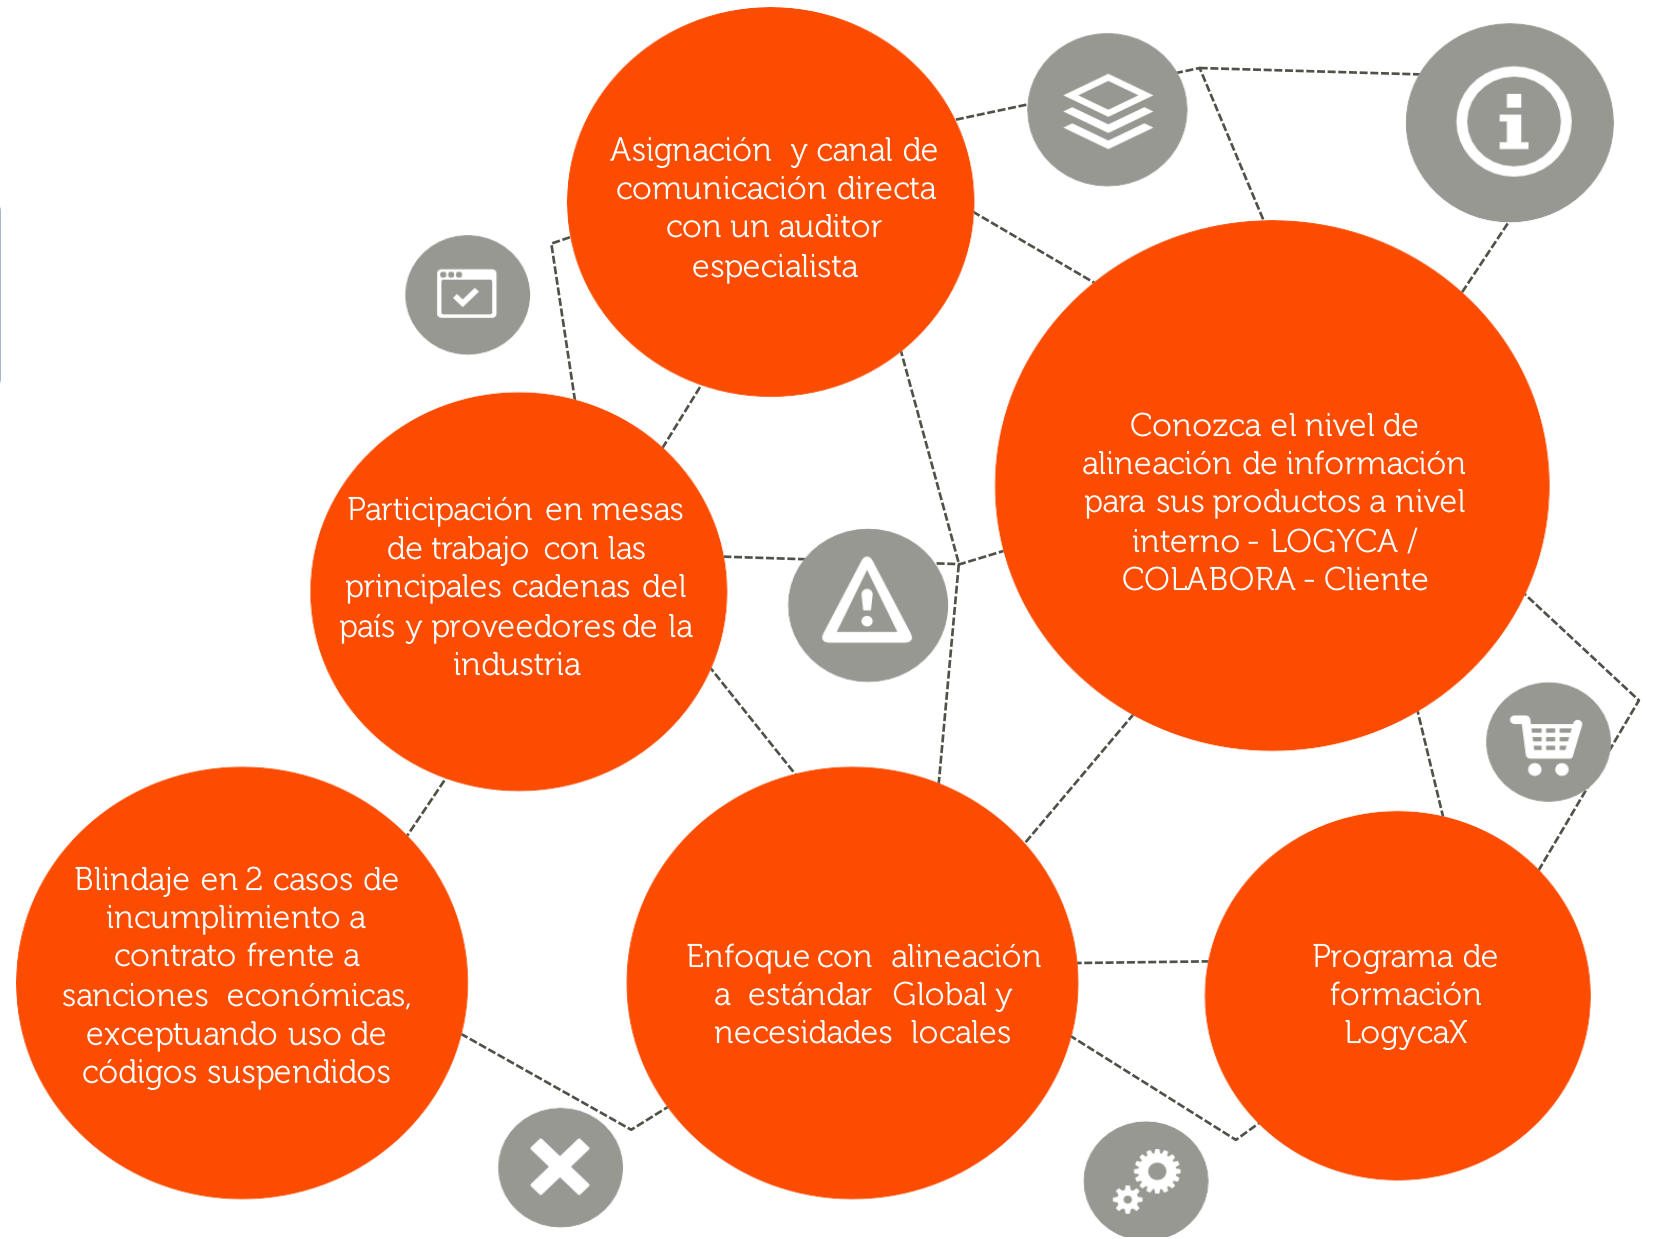 Asignación y canal de
comunicación directa
con un auditor
especialista
Conozca el nivel de
alineación de información
para sus productos a nivel
interno - LOGYCA /
COLABORA - Cliente
Participación en mesas
de trabajo con las
principales cadenas del
país y proveedores de la
industria
Blindaje en 2 casos de
incumplimiento a
contrato frente a
sanciones económicas,
exceptuando uso de
códigos suspendidos
Enfoque con alineación
a estándar Global y
necesidades locales
Programa de
formación
LogycaX